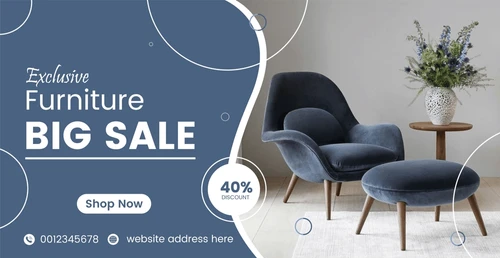 Exclusive
Furniture
BIG SALE
40%
DISCOUNT
Shop Now
0012345678
website address here